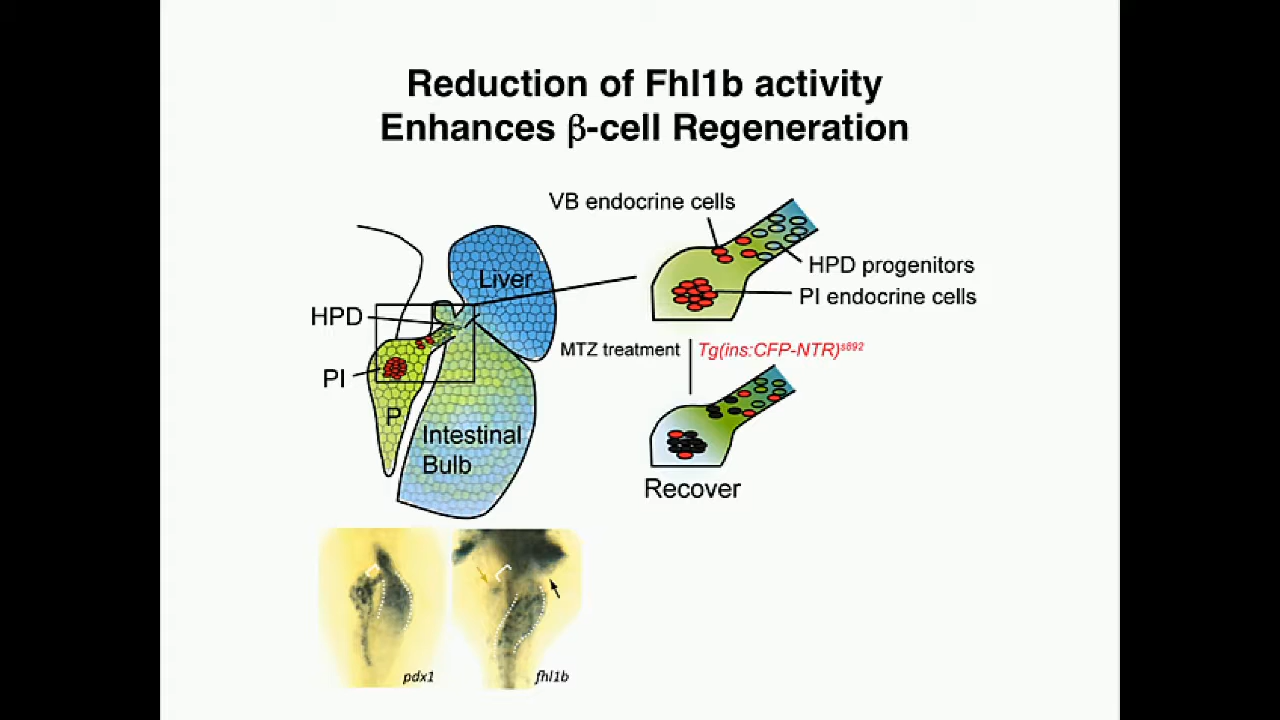 Reduction of Fhl1b activity
Enhances β-cell Regeneration
VB endocrine cells
Liver
HPD progenitors
HPD
PI endocrine cells
MTZ treatment
Tg(ins:CFP-NTR)s892
PI
P
Intestinal
Bulb
Recover
pdx1
fhl1b